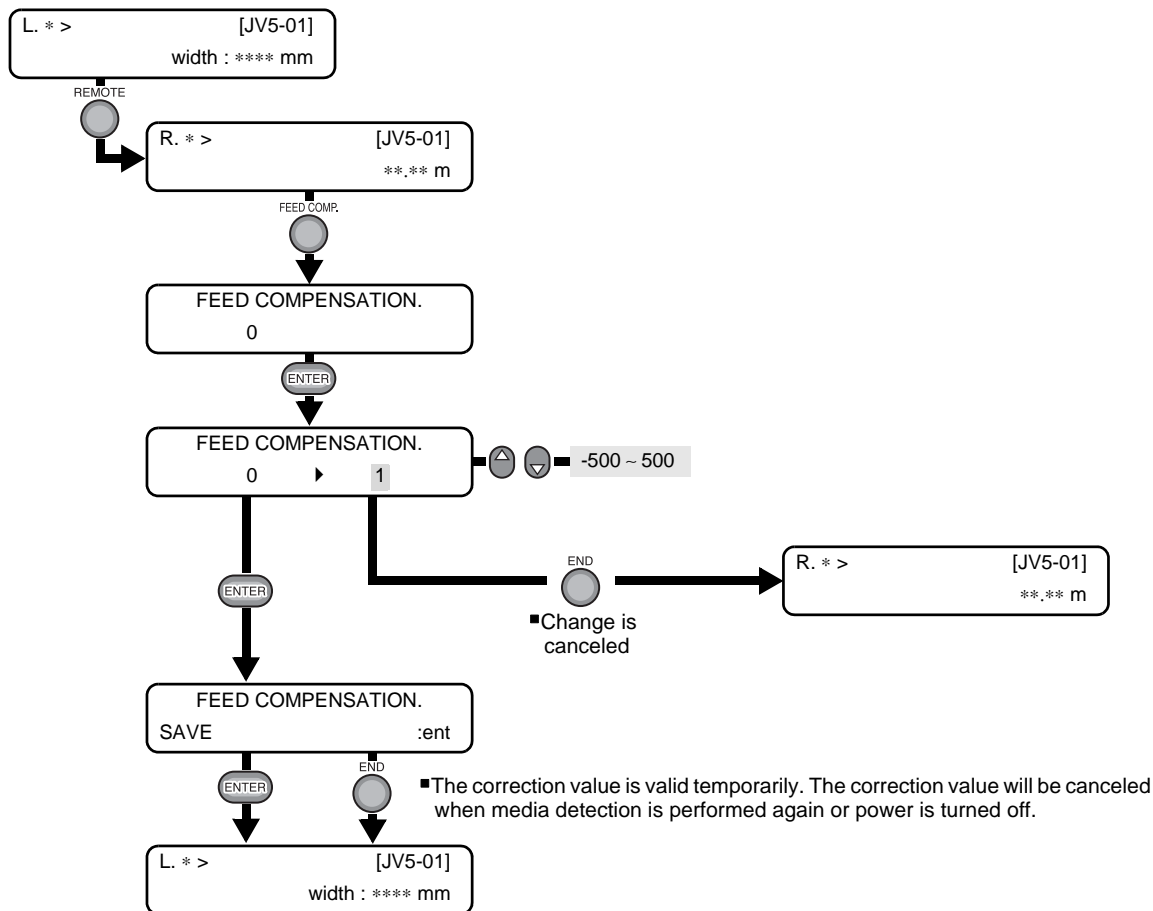 L. ∗ > [JV5-01]
width : ∗∗∗∗ mm
REMOTE
R. ∗ > [JV5-01]
∗∗.∗∗ m
FEED COMP.
FEED COMPENSATION.
0
ENTER
FEED COMPENSATION.
0 1
-500 ~ 500
ENTER
END
■Change is
canceled
R. ∗ > [JV5-01]
∗∗.∗∗ m
FEED COMPENSATION.
SAVE :ent
ENTER
END
■The correction value is valid temporarily. The correction value will be canceled
when media detection is performed again or power is turned off.
L. ∗ > [JV5-01]
width : ∗∗∗∗ mm